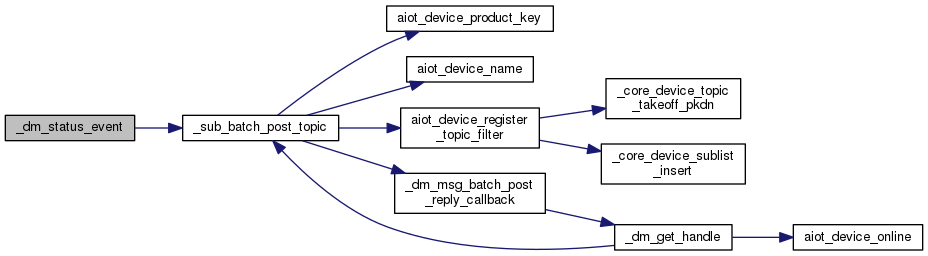 _dm_status_event
_sub_batch_post_topic
aiot_device_product_key
aiot_device_name
aiot_device_register
_topic_filter
_core_device_topic
_takeoff_pkdn
_core_device_sublist
_insert
_dm_msg_batch_post
_reply_callback
_dm_get_handle
aiot_device_online